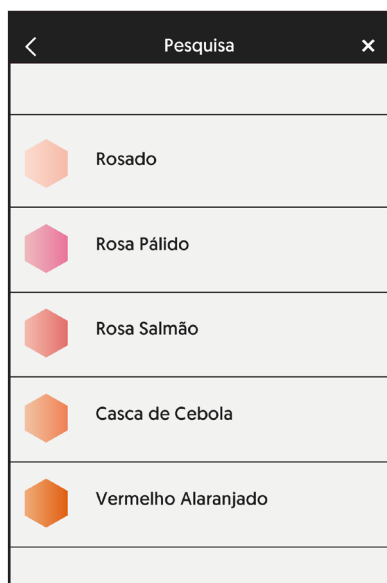 Pesquisa
Rosado
Rosa Pálido
Rosa Salmão
Casca de Cebola
Vermelho Alaranjado